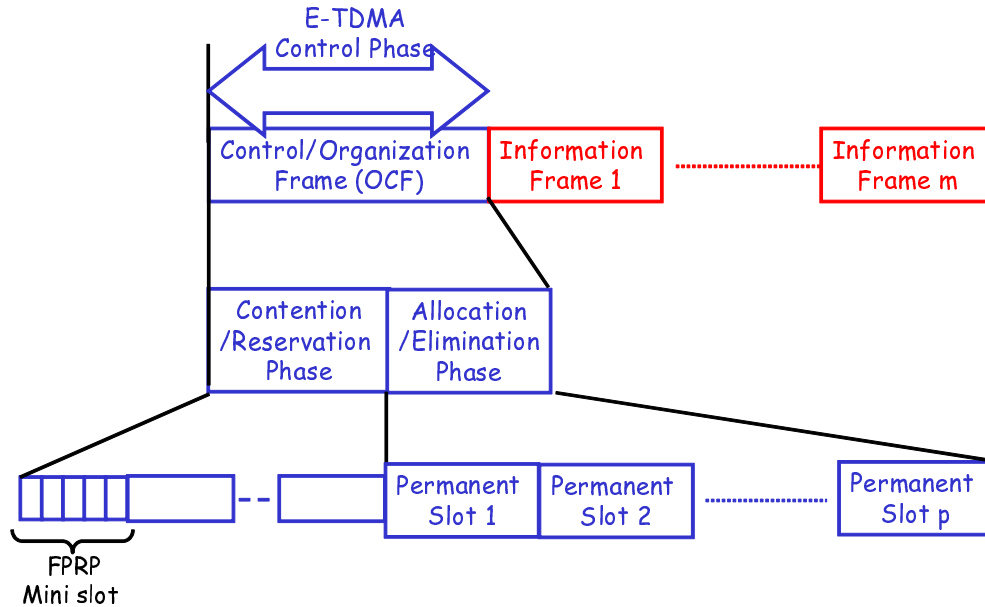 E-TDMA
Control Phase
Control/Organization
Frame (OCF)
Information
Frame 1
Information
Frame m
Contention
/Reservation
Phase
Allocation
/Elimination
Phase
Permanent
Slot 1
Permanent
Slot 2
Permanent
Slot p
FPRP
Mini slot